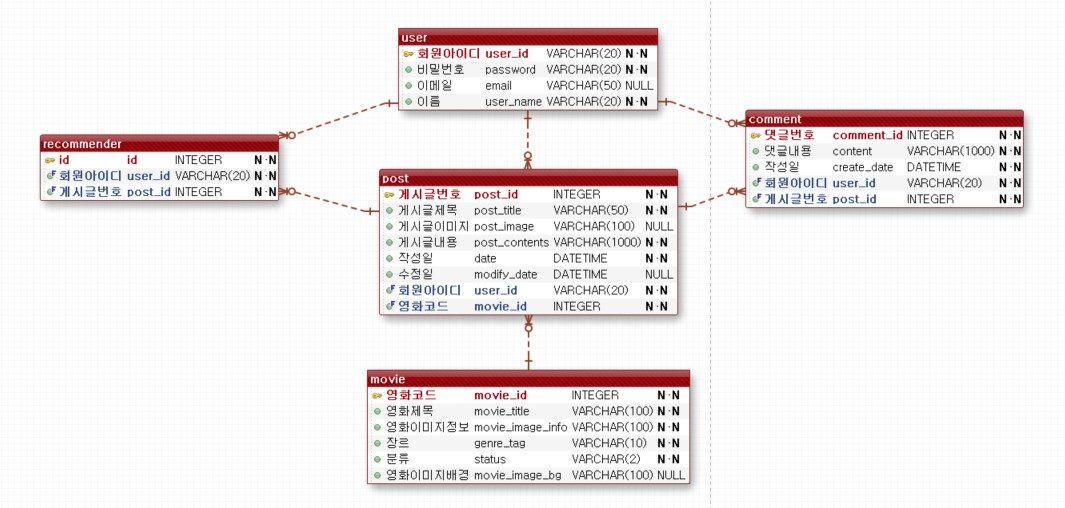 user
회원아이디 user_id VARCHAR(20) N·N
비밀번호 password VARCHAR(20) N·N
이메일 email VARCHAR(50) NULL
이름 user_name VARCHAR(20) N·N
recommender
id id INTEGER N·N
회원아이디 user_id VARCHAR(20) N·N
게시글번호 post_id INTEGER N·N
comment
댓글번호 comment_id INTEGER N·N
댓글내용 content VARCHAR(1000) N·N
작성일 create_date DATETIME N·N
회원아이디 user_id VARCHAR(20) N·N
게시글번호 post_id INTEGER N·N
post
게시글번호 post_id INTEGER N·N
게시글제목 post_title VARCHAR(50) N·N
게시글이미지 post_image VARCHAR(100) NULL
게시글내용 post_contents VARCHAR(1000) N·N
작성일 date DATETIME N·N
수정일 modify_date DATETIME NULL
회원아이디 user_id VARCHAR(20) N·N
영화코드 movie_id INTEGER N·N
movie
영화코드 movie_id INTEGER N·N
영화제목 movie_title VARCHAR(100) N·N
영화이미지정보 movie_image_info VARCHAR(100) N·N
장르 genre_tag VARCHAR(10) N·N
분류 status VARCHAR(2) N·N
영화이미지배경 movie_image_bg VARCHAR(100) NULL